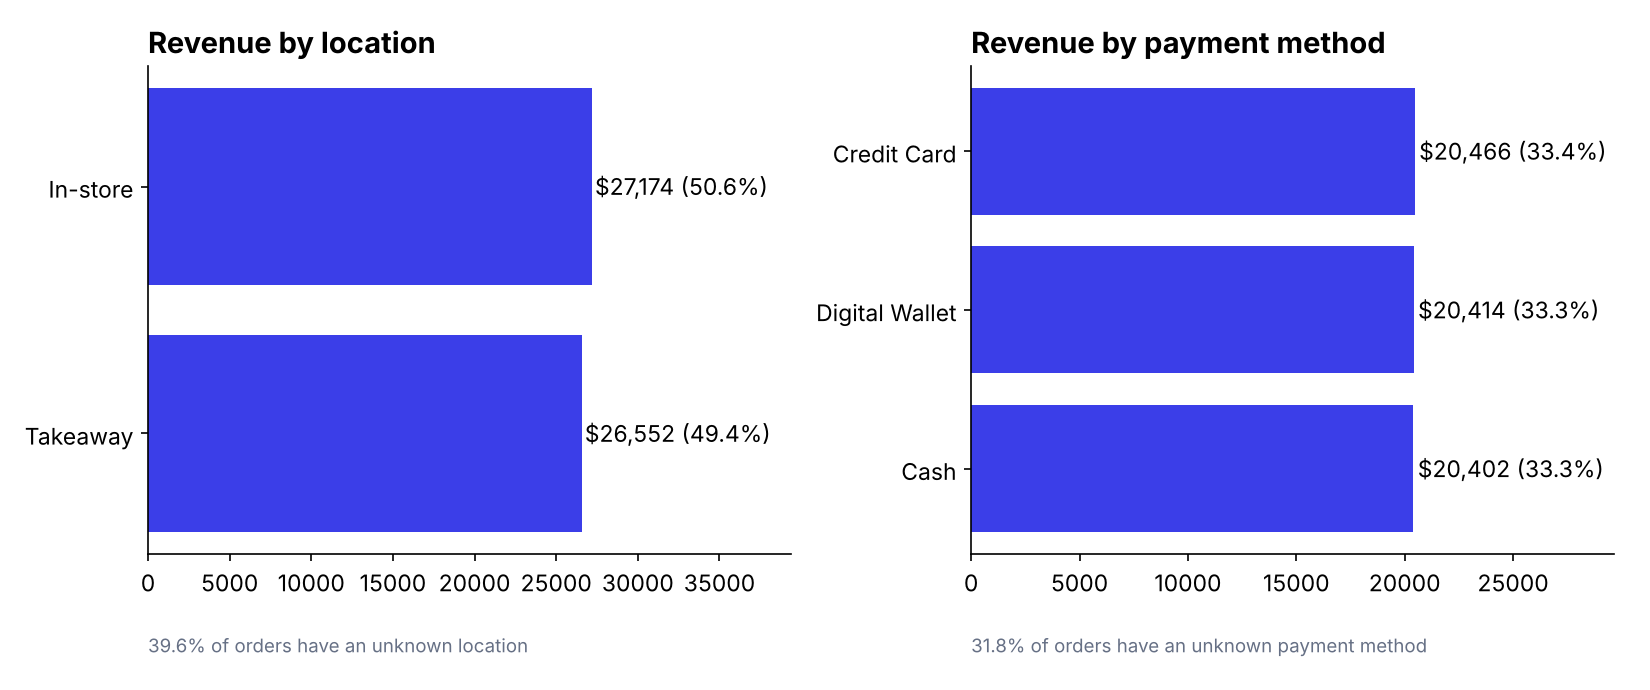 Revenue by location
In-store
$27,174 (50.6%)
Takeaway
$26,552 (49.4%)
0 5000 10000 15000 20000 25000 30000 35000
39.6% of orders have an unknown location
Revenue by payment method
Credit Card
$20,466 (33.4%)
Digital Wallet
$20,414 (33.3%)
Cash
$20,402 (33.3%)
0 5000 10000 15000 20000 25000
31.8% of orders have an unknown payment method